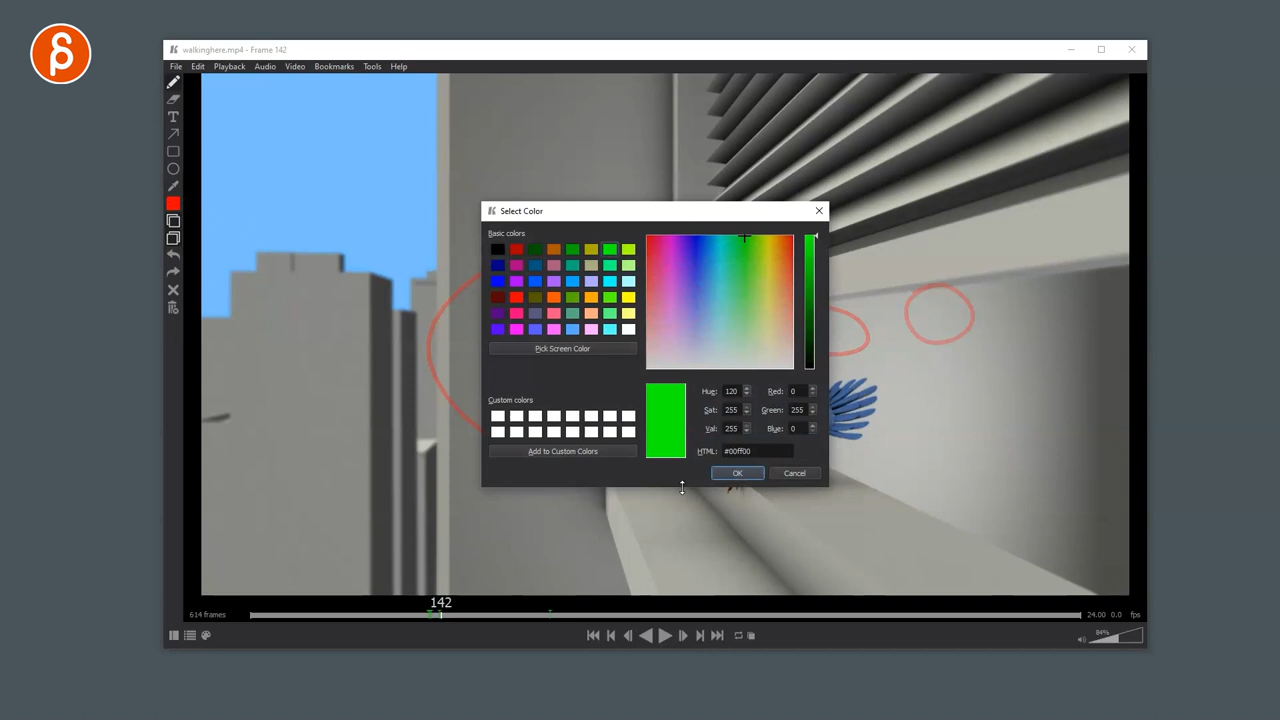 walkinghere.mp4 - Frame 142
File Edit Playback Audio Video Bookmarks Tools Help
Select Color
Basic colors
Pick Screen Color
Custom colors
Add to Custom Colors
Hue: 120 Red: 0
Sat: 255 Green: 255
Val: 255 Blue: 0
HTML: #00ff00
OK Cancel
142
614 frames 24.00 0.0 fps
84%